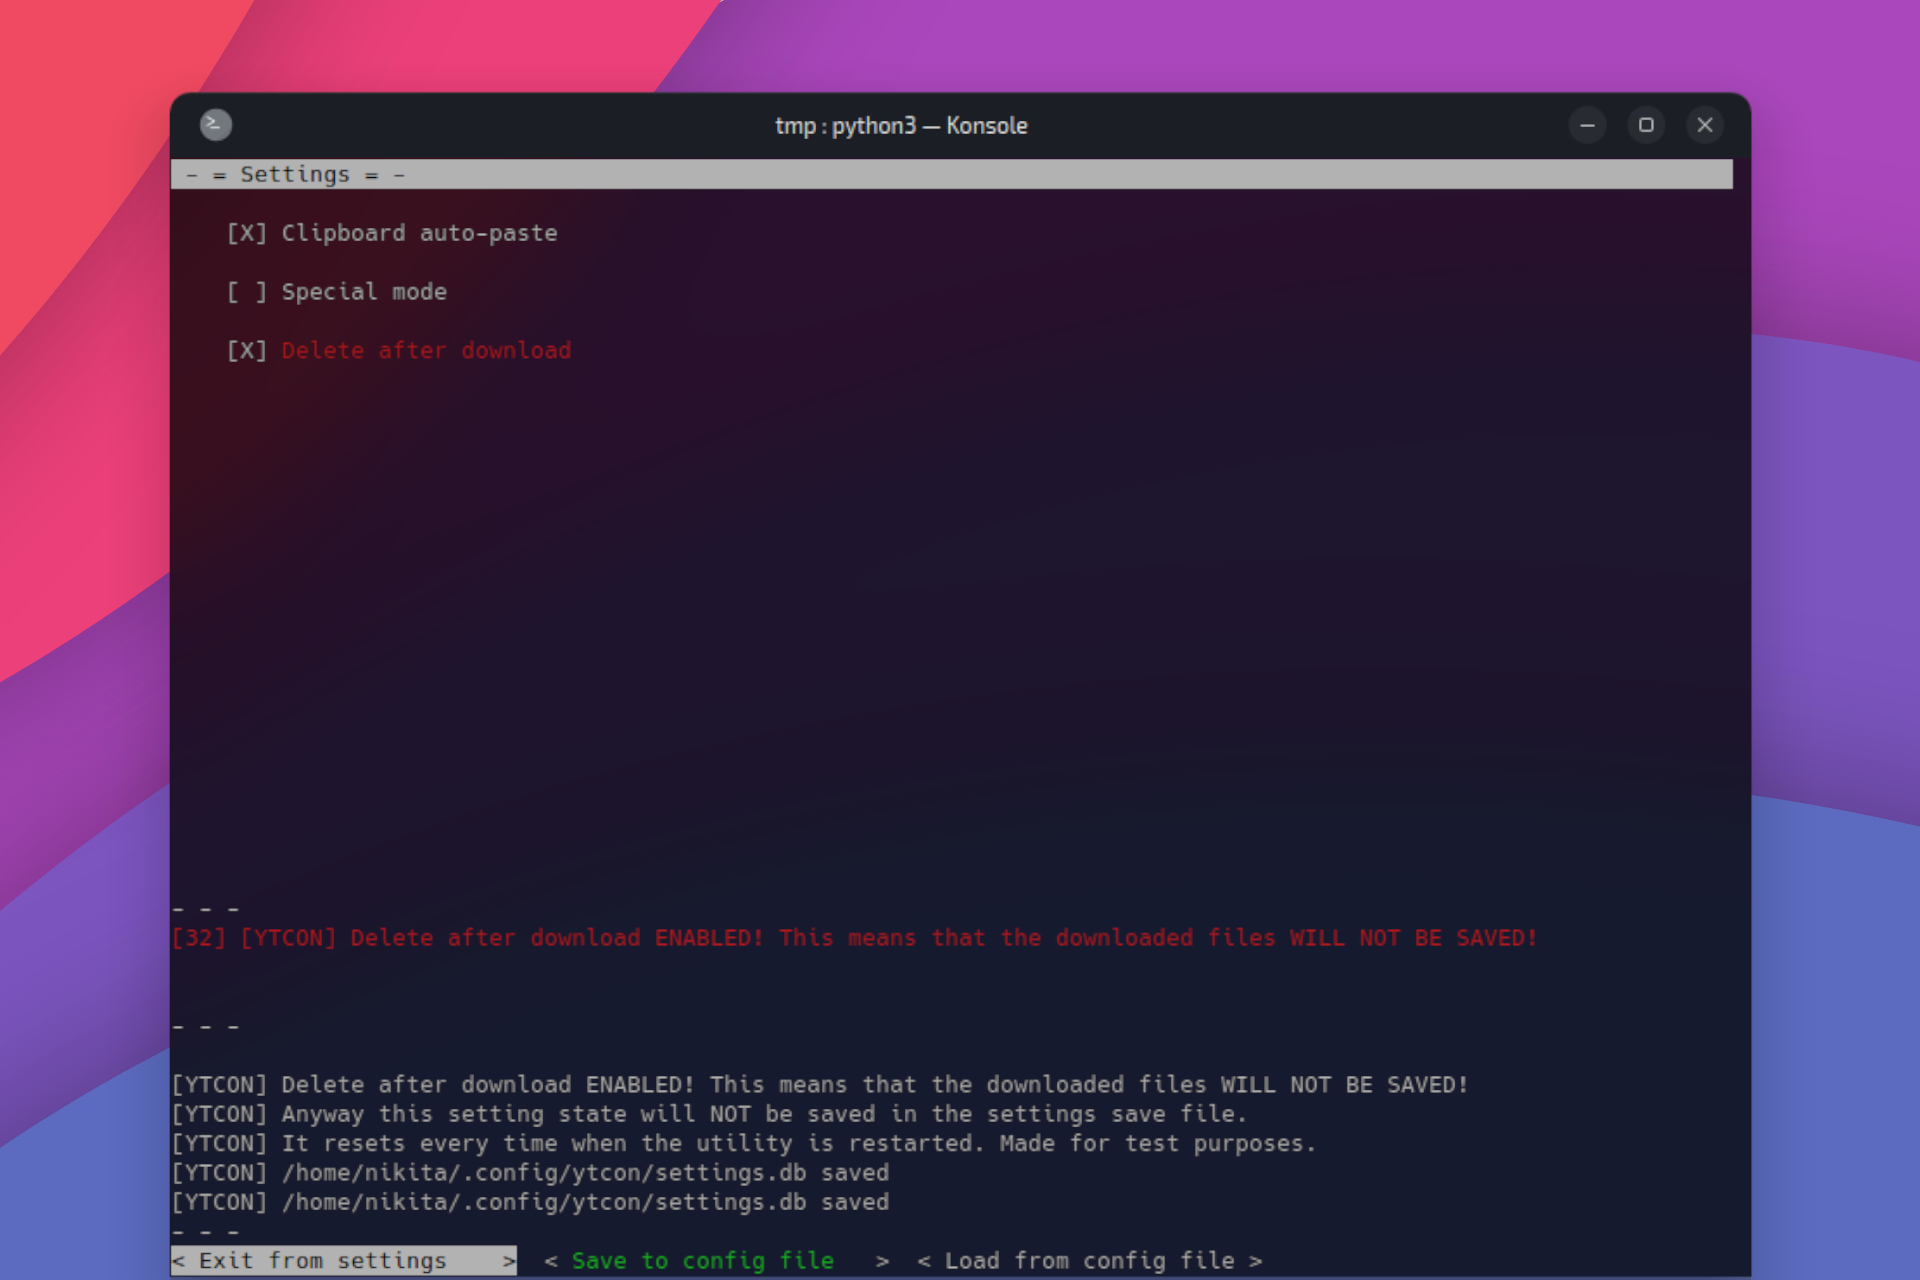 tmp : python3 — Konsole
- = Settings = -
[X] Clipboard auto-paste
[ ] Special mode
[X] Delete after download
- - -
[32] [YTCON] Delete after download ENABLED! This means that the downloaded files WILL NOT BE SAVED!
- - -
[YTCON] Delete after download ENABLED! This means that the downloaded files WILL NOT BE SAVED!
[YTCON] Anyway this setting state will NOT be saved in the settings save file.
[YTCON] It resets every time when the utility is restarted. Made for test purposes.
[YTCON] /home/nikita/.config/ytcon/settings.db saved
[YTCON] /home/nikita/.config/ytcon/settings.db saved
- - -
< Exit from settings > < Save to config file > < Load from config file >